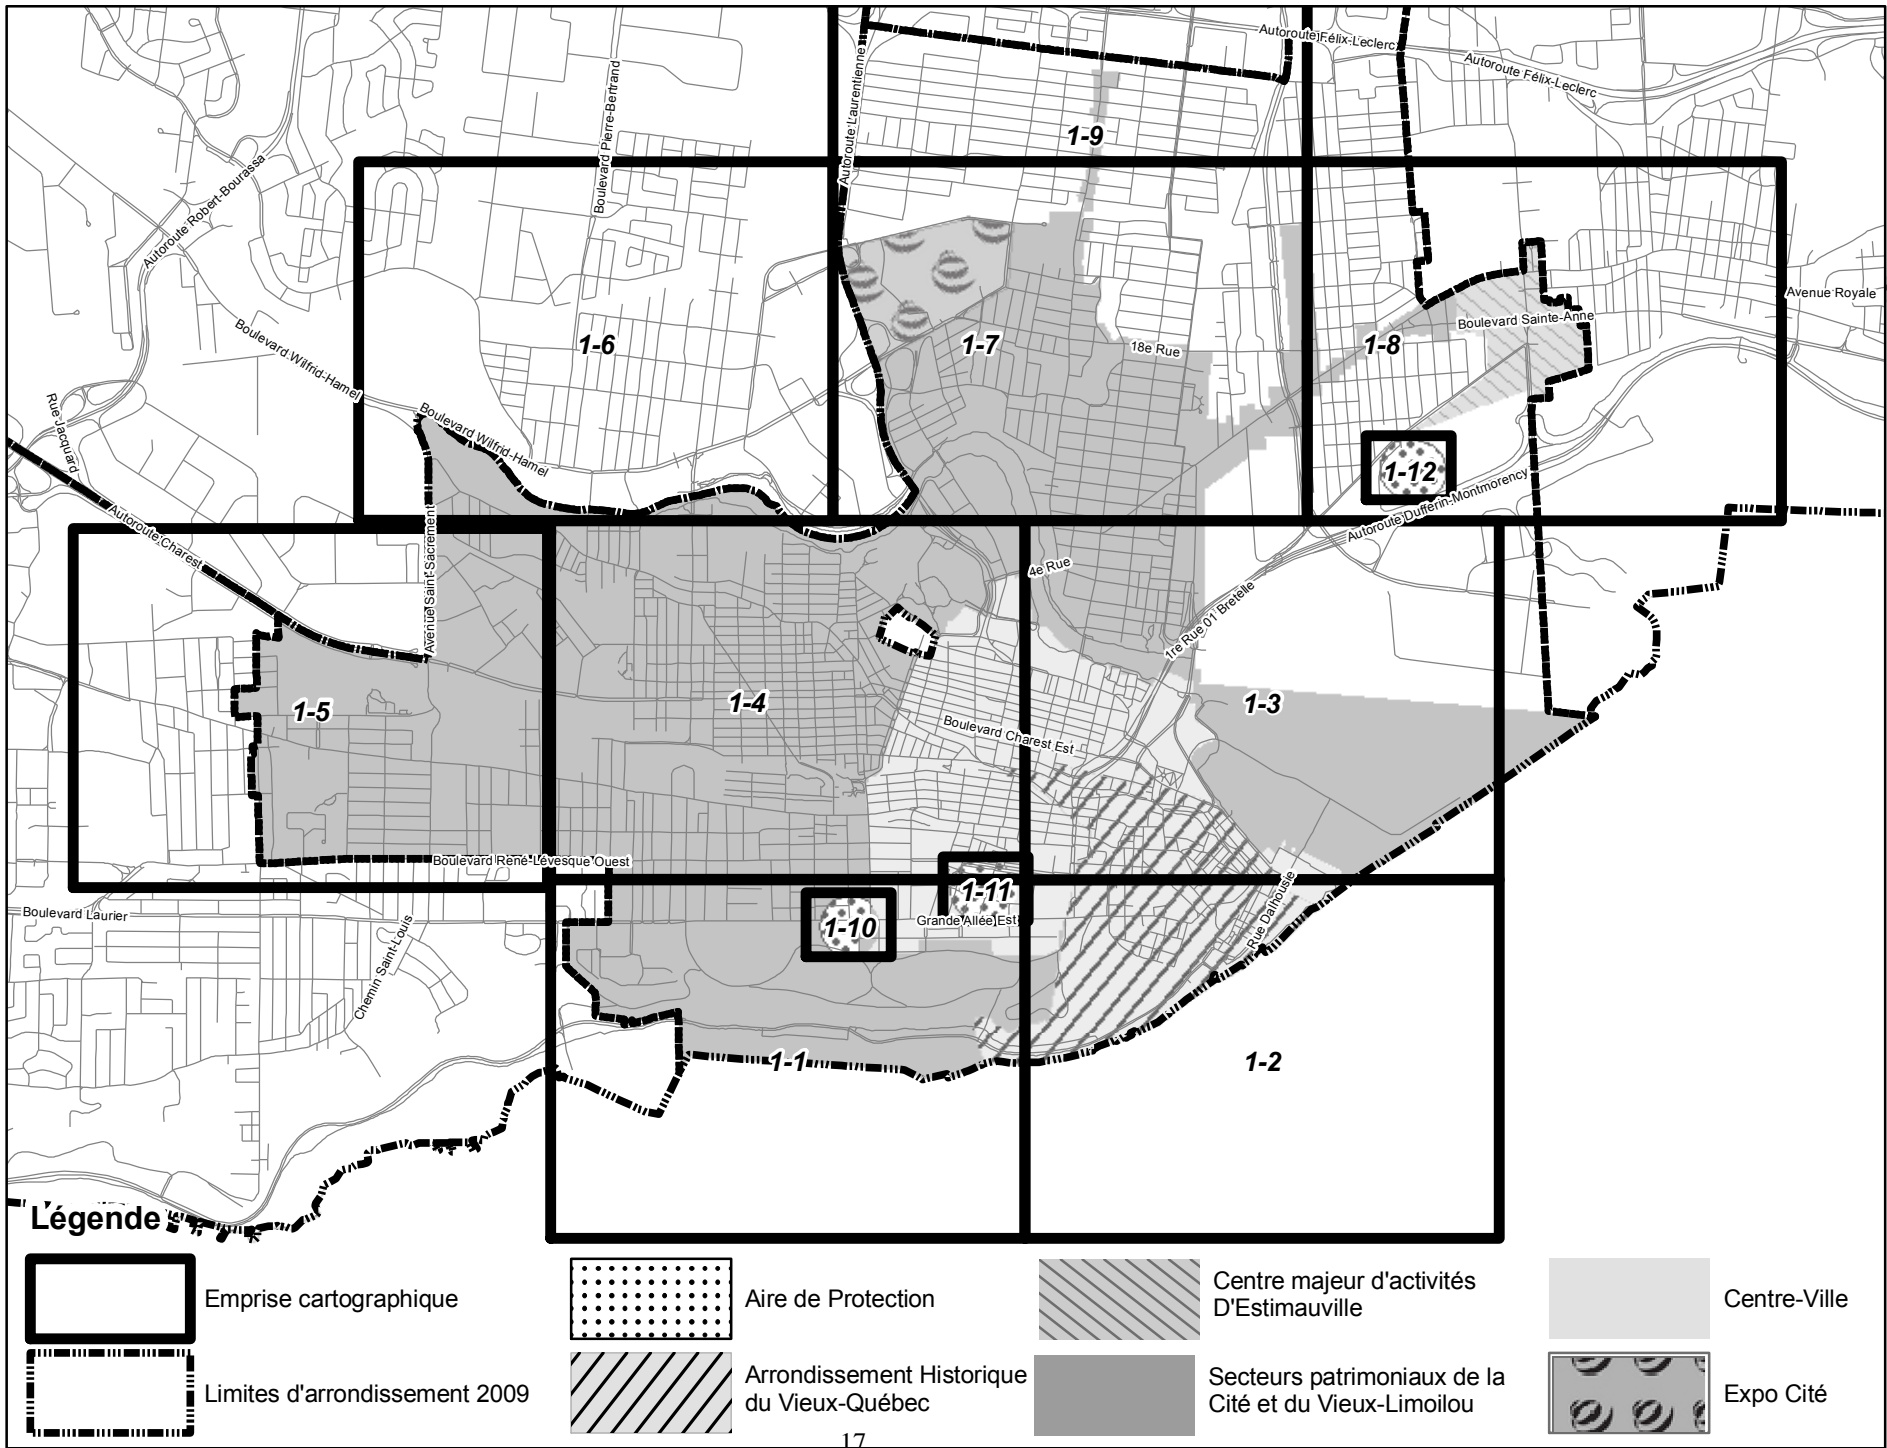 Autoroute Félix-Leclerc
Autoroute Félix-Leclerc
Boulevard Pierre-Bertrand
Autoroute Laurentienne
1-9
Autoroute Robert-Bourassa
Avenue Royale
Boulevard Sainte-Anne
Boulevard Wilfrid-Hamel
1-6
1-7
18e Rue
1-8
Rue Jacquard
Boulevard Wilfrid-Hamel
1-12
Autoroute Dufferin-Montmorency
Autoroute Charest
Avenue Saint-Sacrement
4e Rue
1re Rue 01 Bretelle
1-5
1-4
1-3
Boulevard Charest Est
Boulevard René-Lévesque Ouest
1-11
Boulevard Laurier
Grande Allée Est
1-10
Rue Dalhousie
Chemin Saint-Louis
1-1
1-2
Légende
Emprise cartographique
Aire de Protection
Centre majeur d'activités
D'Estimauville
Centre-Ville
Limites d'arrondissement 2009
Arrondissement Historique
du Vieux-Québec
Secteurs patrimoniaux de la
Cité et du Vieux-Limoilou
Expo Cité
17